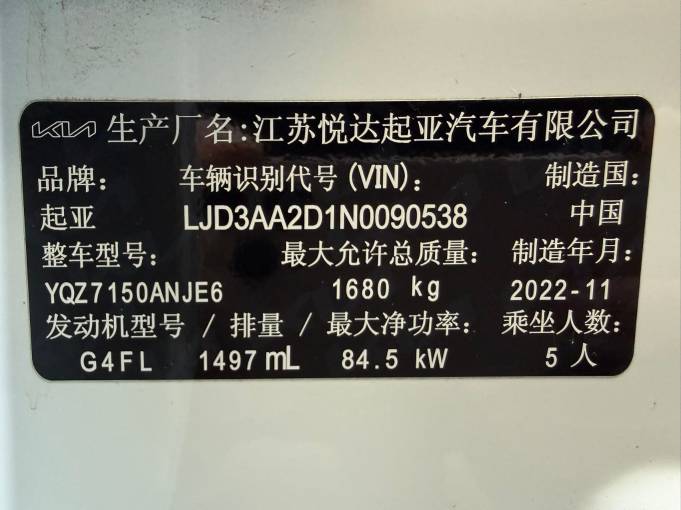 KIA 生产厂名:江苏悦达起亚汽车有限公司
品牌: 车辆识别代号(VIN): 制造国:
起亚 LJD3AA2D1N0090538 中国
整车型号: 最大允许总质量: 制造年月:
YQZ7150ANJE6 1680 kg 2022-11
发动机型号 / 排量 / 最大净功率: 乘坐人数:
G4FL 1497 mL 84.5 kW 5 人